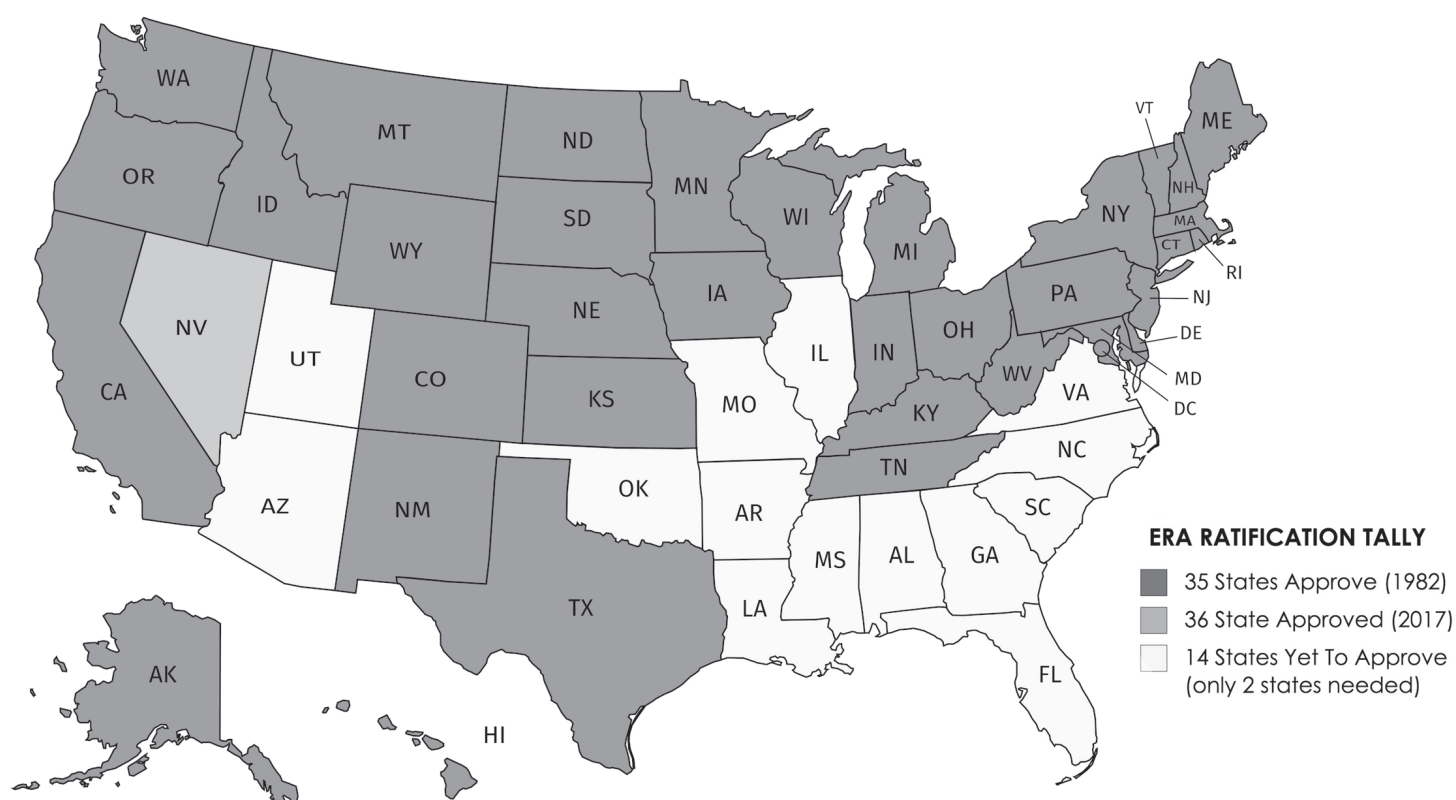 WA
MT
ND
MN
VT
ME
OR
ID
SD
WI
NH
NY
MA
WY
MI
CT
RI
NV
NE
IA
PA
NJ
UT
IL
IN
OH
DE
CA
CO
KS
MO
KY
WV
VA
MD
DC
AZ
NM
OK
AR
TN
NC
SC
TX
LA
MS
AL
GA
FL
AK
HI
ERA RATIFICATION TALLY
35 States Approve (1982)
36 State Approved (2017)
14 States Yet To Approve
(only 2 states needed)